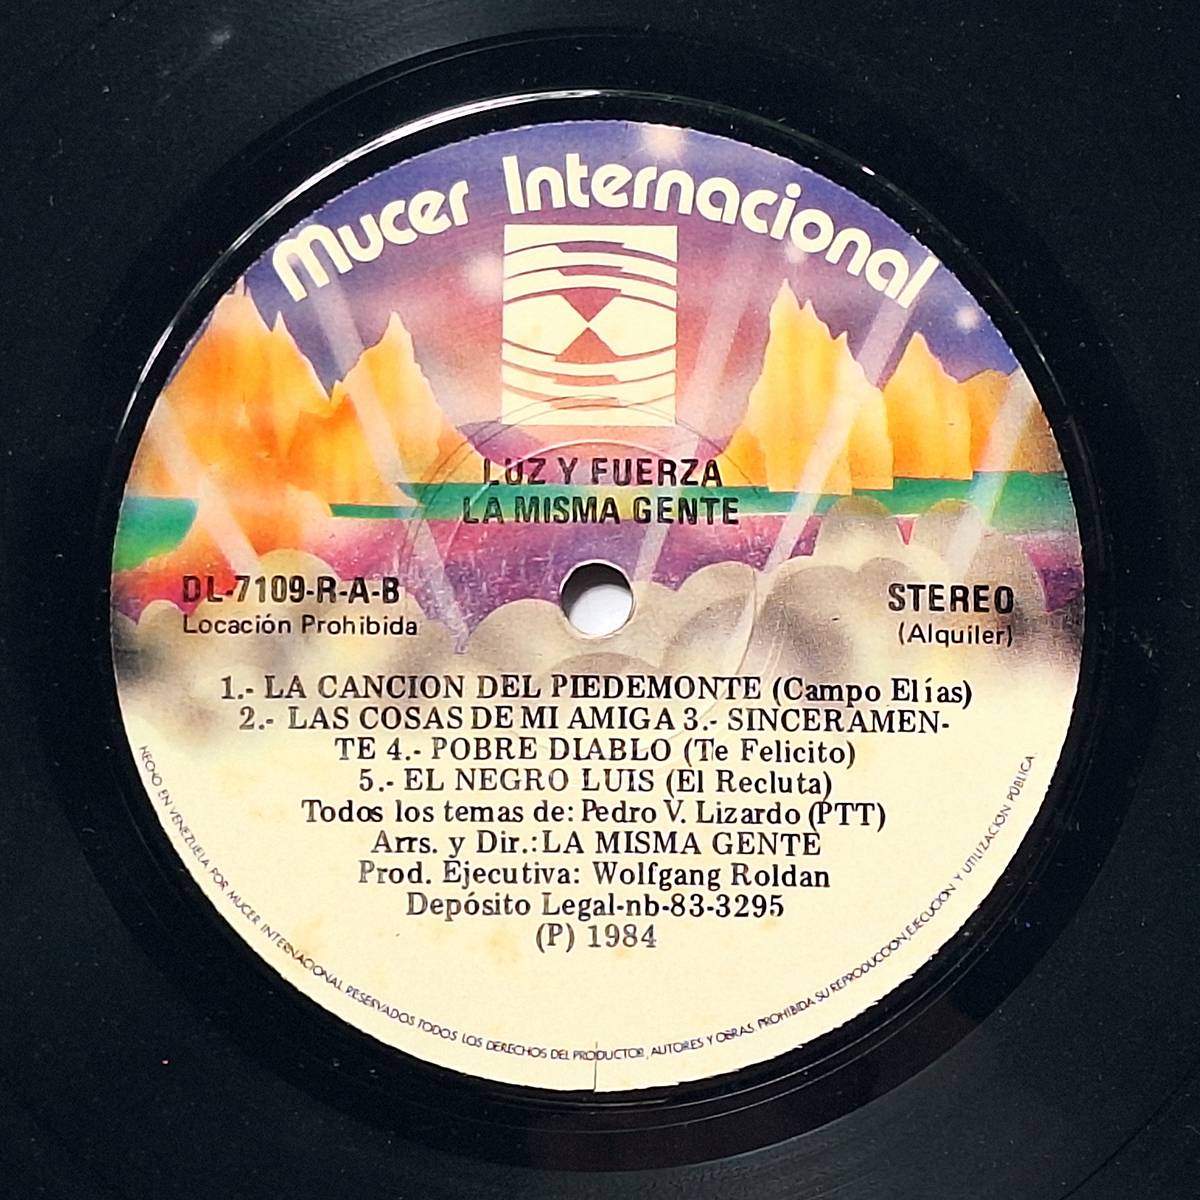 Mucer Internacional
LUZ Y FUERZA
LA MISMA GENTE
DL-7109-R-A-B
Locación Prohibida
STEREO
(Alquiler)
1.- LA CANCION DEL PIEDEMONTE (Campo Elías)
2.- LAS COSAS DE MI AMIGA 3.- SINCERAMEN-
TE 4.- POBRE DIABLO (Te Felicito)
5.- EL NEGRO LUIS (El Recluta)
Todos los temas de: Pedro V. Lizardo (PTT)
Arrs. y Dir.: LA MISMA GENTE
Prod. Ejecutiva: Wolfgang Roldan
Depósito Legal-nb-83-3295
(P) 1984
HECHO EN VENEZUELA POR MUCER INTERNACIONAL RESERVADOS TODOS LOS DERECHOS DEL PRODUCTOR, AUTORES Y OBRAS. PROHIBIDA SU REPRODUCCION, EJECUCION Y UTILIZACIÓN PÚBLICA.